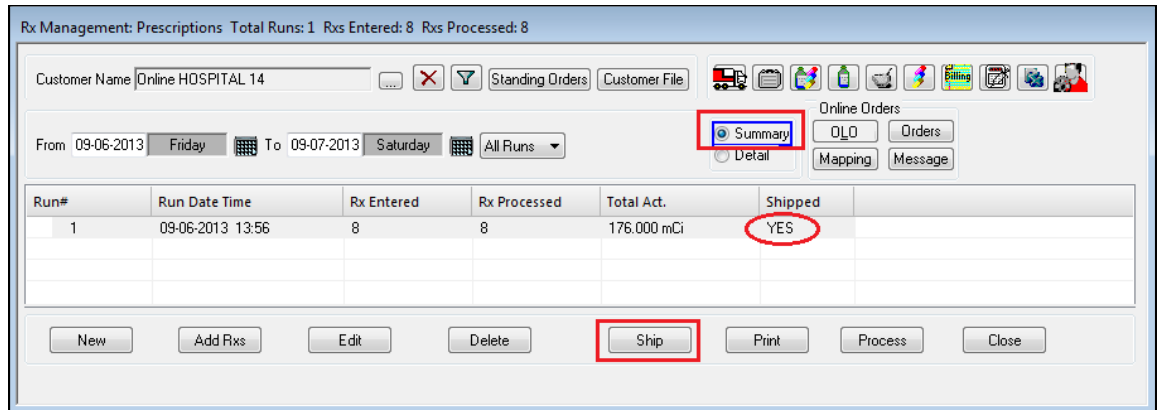 Rx Management: Prescriptions Total Runs: 1 Rxs Entered: 8 Rxs Processed: 8
Customer Name Online HOSPITAL 14 ... Standing Orders Customer File Billing
Online Orders
From 09-06-2013 Friday To 09-07-2013 Saturday All Runs Summary OLO Orders
Detail Mapping Message
Run# Run Date Time Rx Entered Rx Processed Total Act. Shipped
1 09-06-2013 13:56 8 8 176.000 mCi YES
New Add Rxs Edit Delete Ship Print Process Close